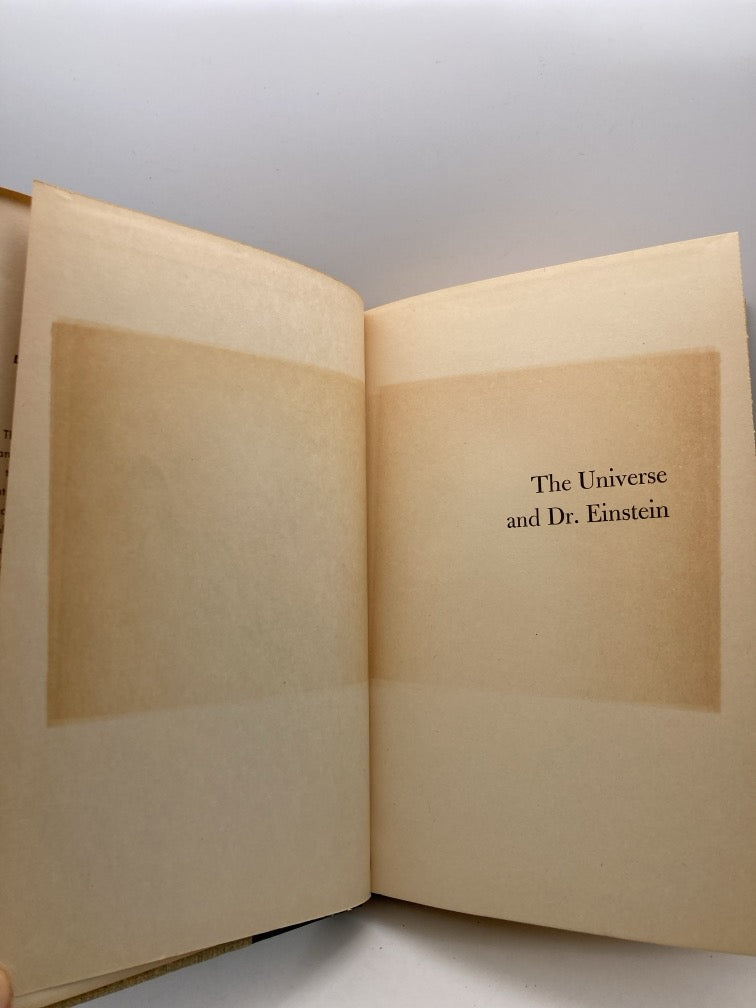 The Universe
and Dr. Einstein